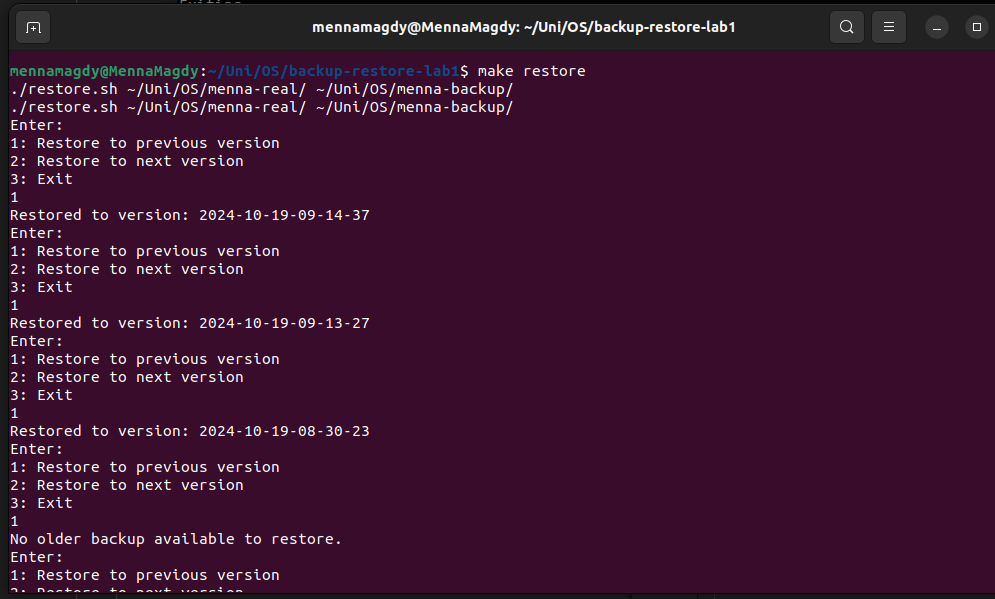 Exiting
mennamagdy@MennaMagdy: ~/Uni/OS/backup-restore-lab1
mennamagdy@MennaMagdy:~/Uni/OS/backup-restore-lab1$ make restore
./restore.sh ~/Uni/OS/menna-real/ ~/Uni/OS/menna-backup/
./restore.sh ~/Uni/OS/menna-real/ ~/Uni/OS/menna-backup/
Enter:
1: Restore to previous version
2: Restore to next version
3: Exit
1
Restored to version: 2024-10-19-09-14-37
Enter:
1: Restore to previous version
2: Restore to next version
3: Exit
1
Restored to version: 2024-10-19-09-13-27
Enter:
1: Restore to previous version
2: Restore to next version
3: Exit
1
Restored to version: 2024-10-19-08-30-23
Enter:
1: Restore to previous version
2: Restore to next version
3: Exit
1
No older backup available to restore.
Enter:
1: Restore to previous version
2: Restore to next version